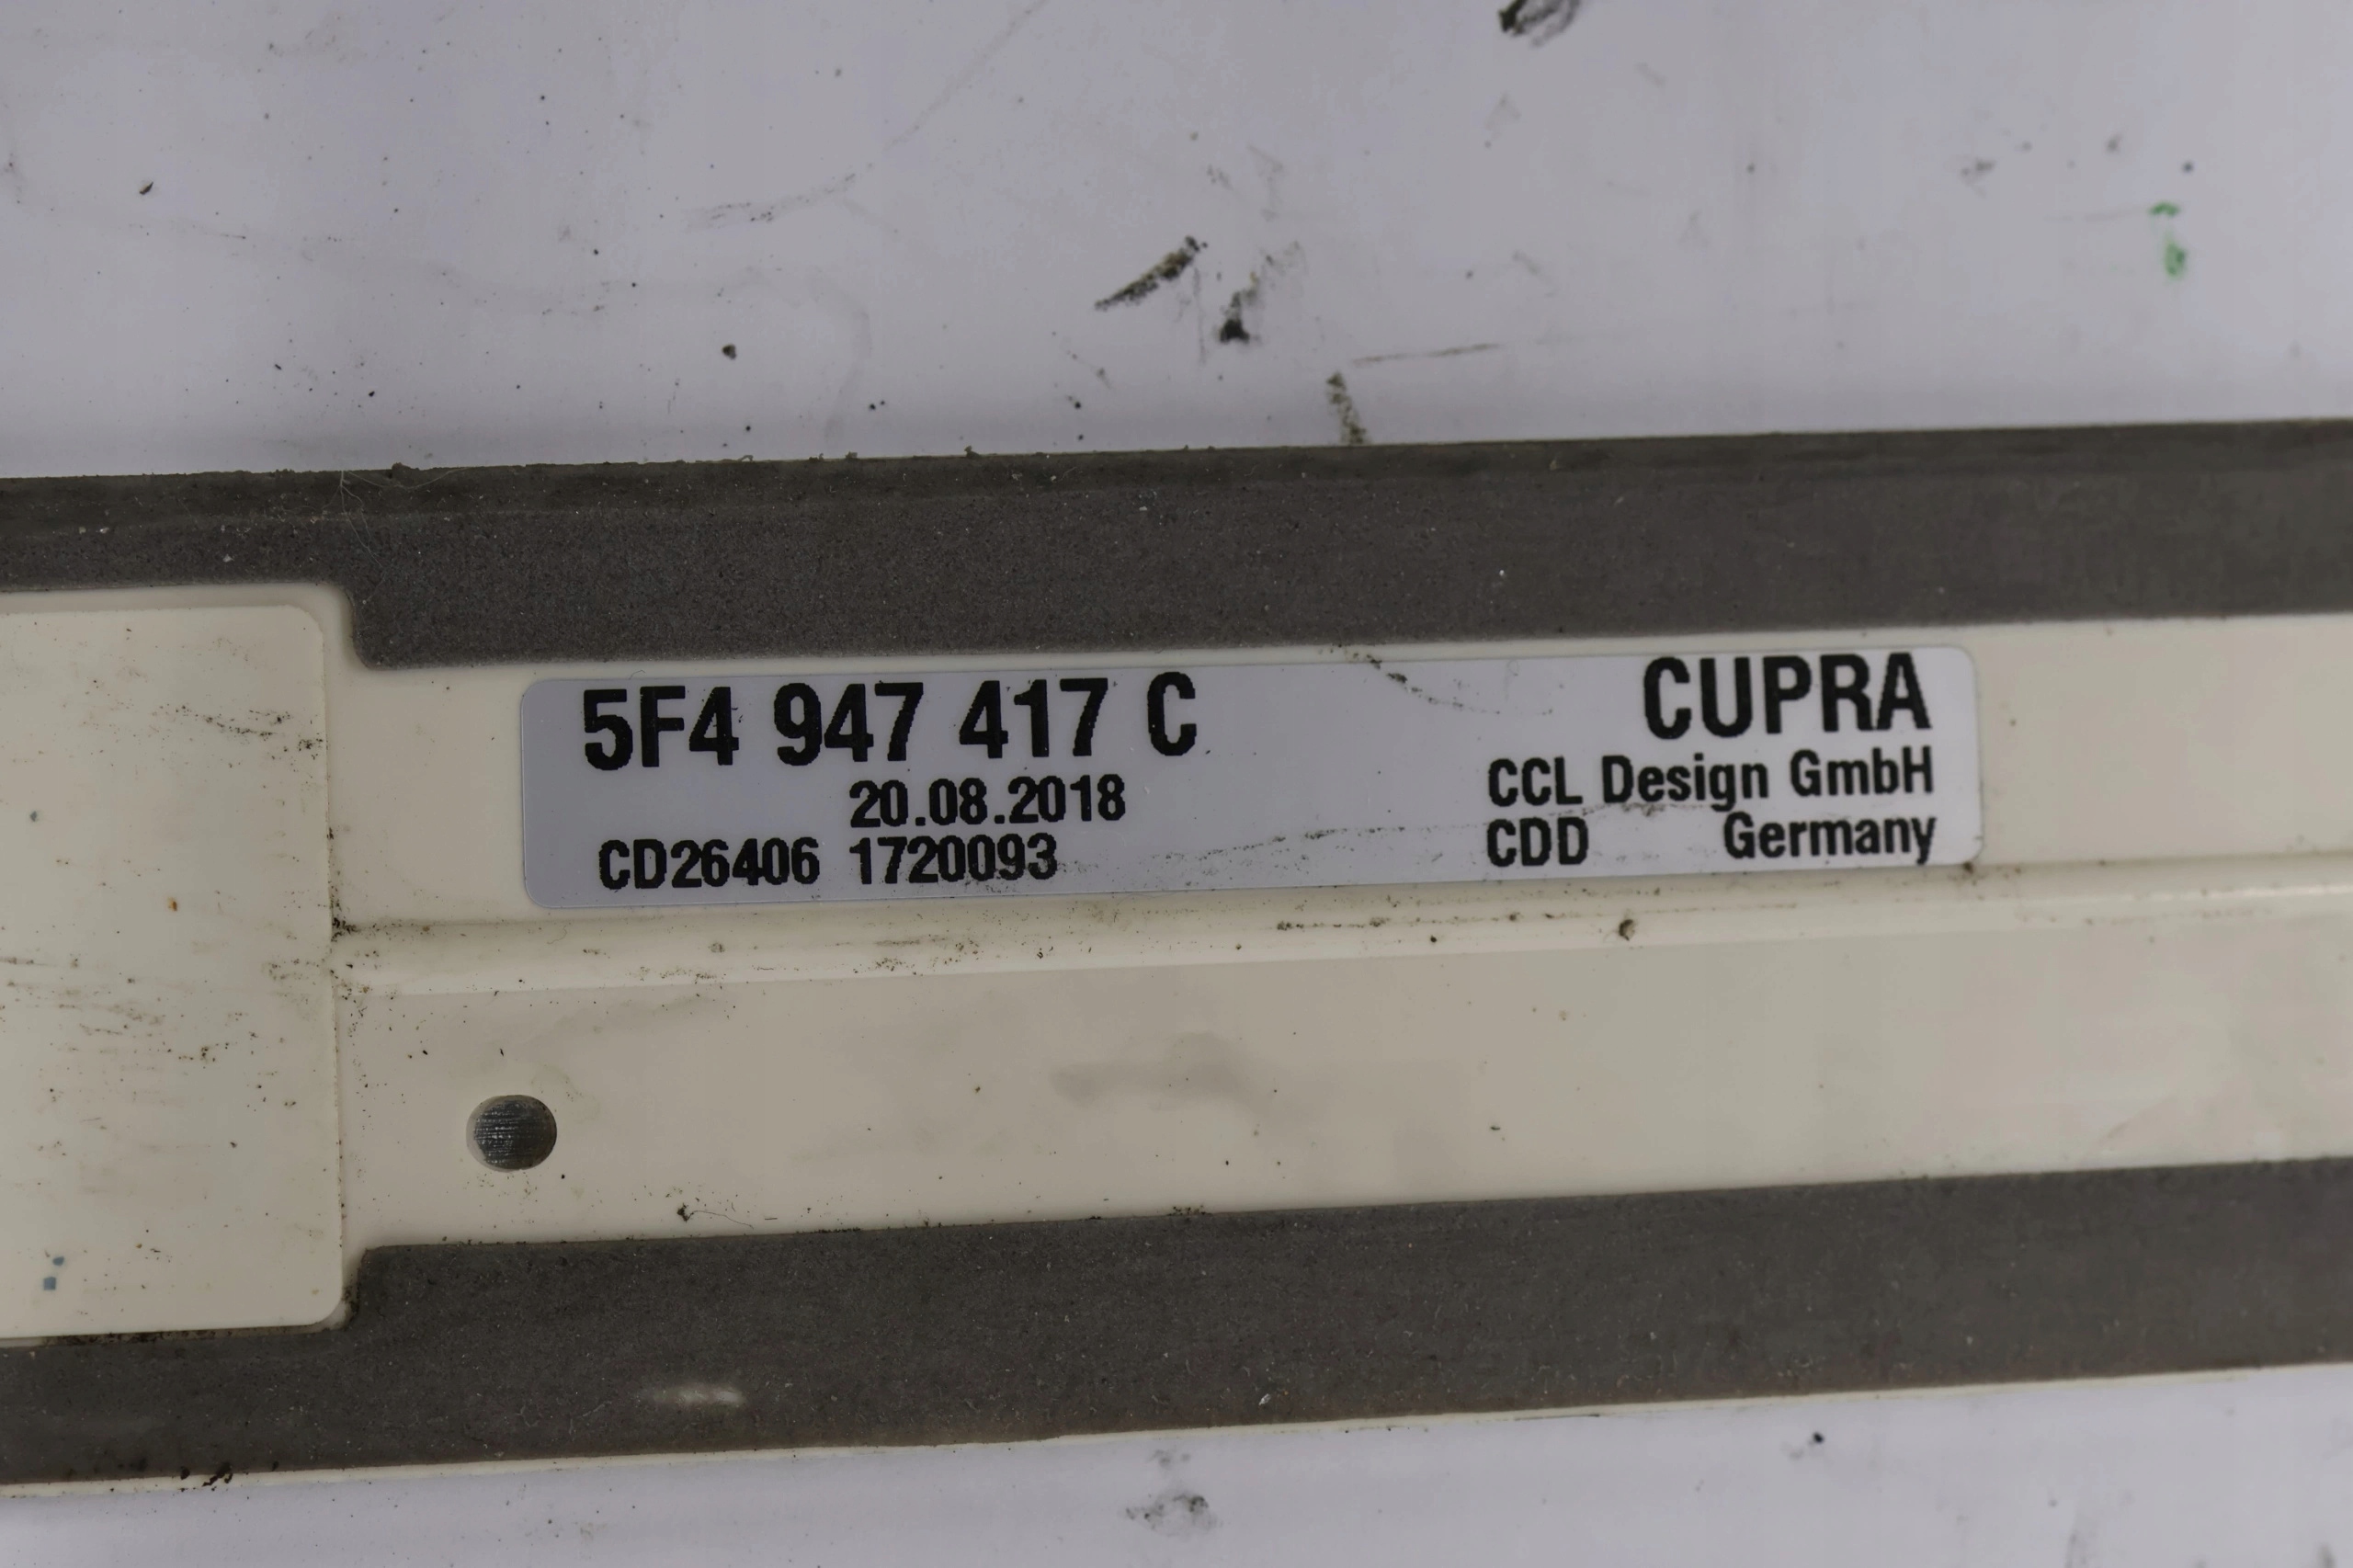 5F4 947 417 C CUPRA
20.08.2018 CCL Design GmbH
CD26406 1720093 CDD Germany